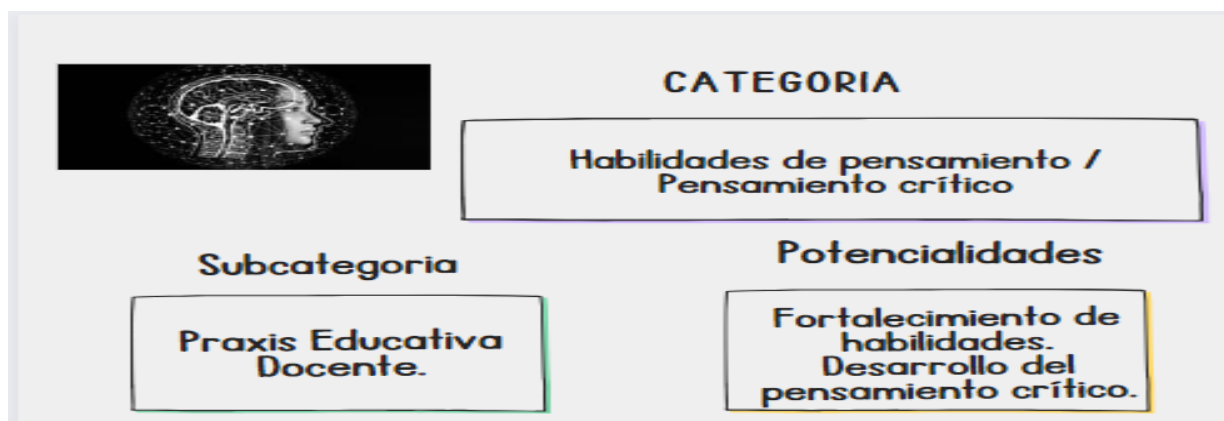 CATEGORIA
Habilidades de pensamiento /
Pensamiento crítico
Subcategoria
Praxis Educativa
Docente.
Potencialidades
Fortalecimiento de
habilidades.
Desarrollo del
pensamiento crítico.